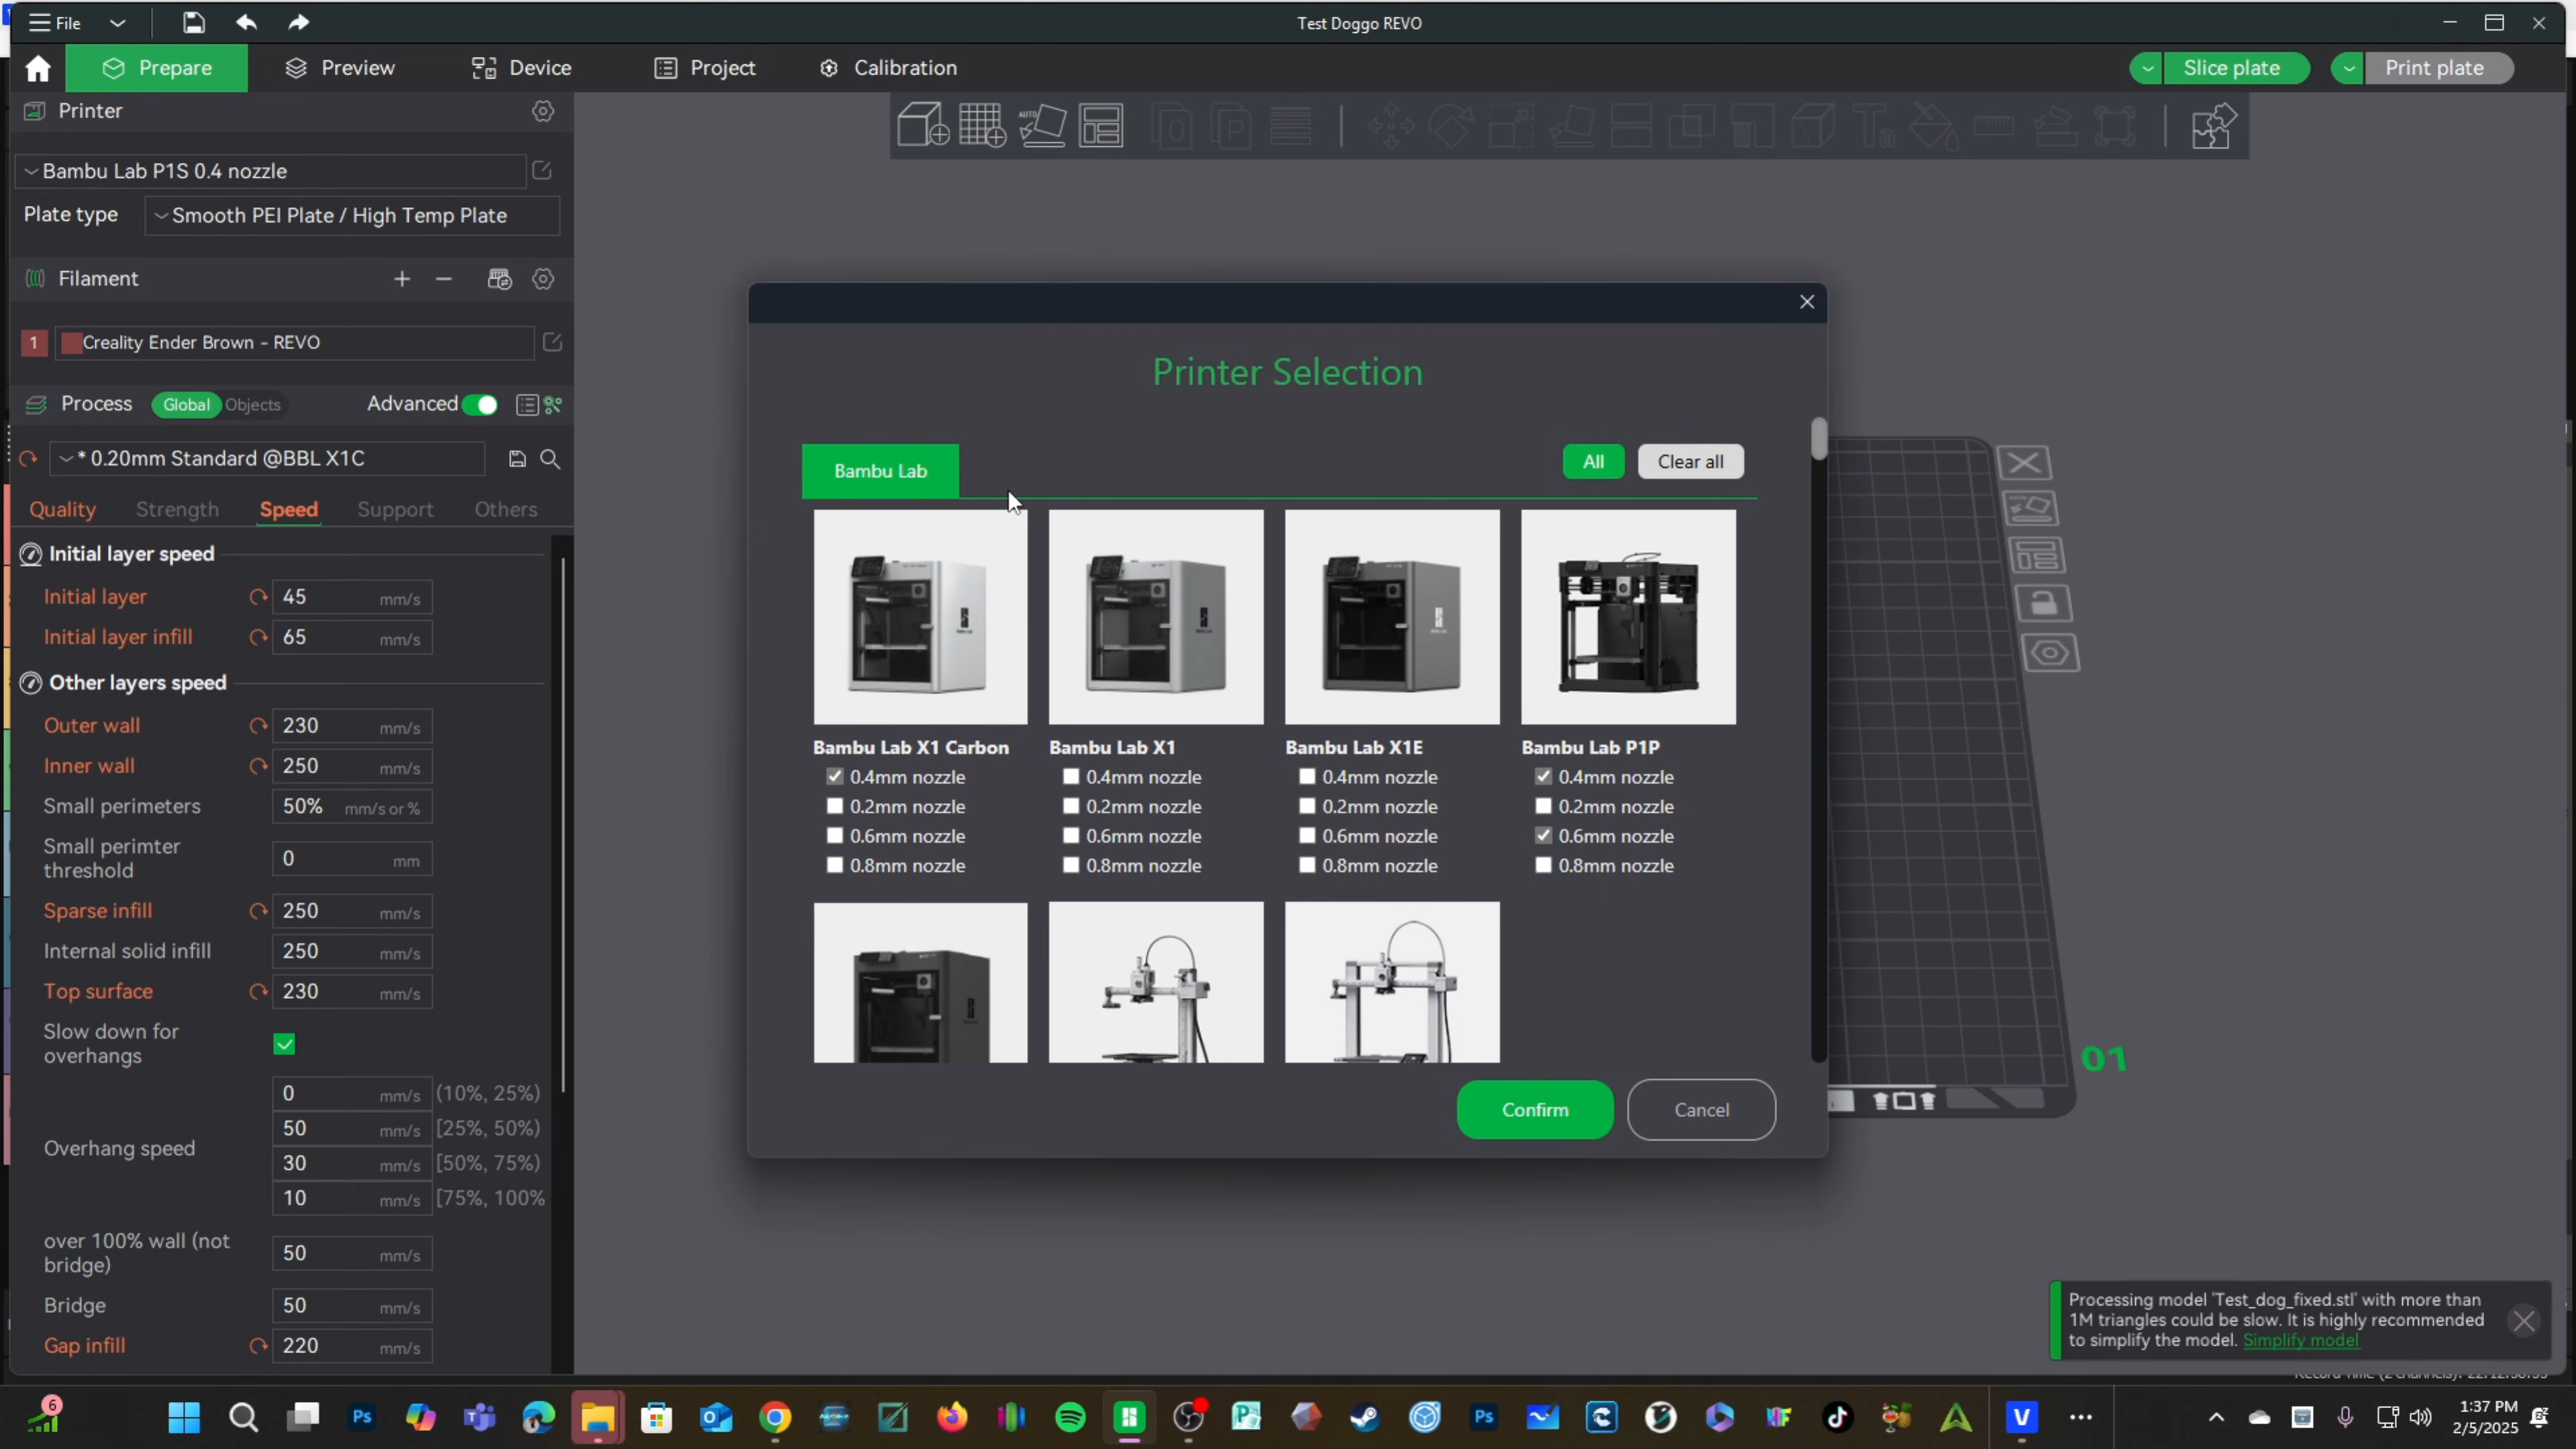 File
Test Doggo REVO
Prepare
Preview
Device
Project
Calibration
Slice plate
Print plate
Printer
Bambu Lab P1S 0.4 nozzle
Plate type
Smooth PEI Plate / High Temp Plate
Filament
1
Creality Ender Brown - REVO
Process
Global
Objects
Advanced
* 0.20mm Standard @BBL X1C
Quality
Strength
Speed
Support
Others
Initial layer speed
Initial layer
45 mm/s
Initial layer infill
65 mm/s
Other layers speed
Outer wall
230 mm/s
Inner wall
250 mm/s
Small perimeters
50% mm/s or %
Small perimter
threshold
0 mm
Sparse infill
250 mm/s
Internal solid infill
250 mm/s
Top surface
230 mm/s
Slow down for
overhangs
Overhang speed
0 mm/s (10%, 25%)
50 mm/s [25%, 50%)
30 mm/s [50%, 75%)
10 mm/s [75%, 100%
over 100% wall (not
bridge)
50 mm/s
Bridge
50 mm/s
Gap infill
220 mm/s
AUTO
Printer Selection
Bambu Lab
All
Clear all
Bambu Lab X1 Carbon
0.4mm nozzle
0.2mm nozzle
0.6mm nozzle
0.8mm nozzle
Bambu Lab X1
0.4mm nozzle
0.2mm nozzle
0.6mm nozzle
0.8mm nozzle
Bambu Lab X1E
0.4mm nozzle
0.2mm nozzle
0.6mm nozzle
0.8mm nozzle
Bambu Lab P1P
0.4mm nozzle
0.2mm nozzle
0.6mm nozzle
0.8mm nozzle
Confirm
Cancel
01
Processing model 'Test_dog_fixed.stl' with more than
1M triangles could be slow. It is highly recommended
to simplify the model. Simplify model
6
Ps
Ps
V
1:37 PM
2/5/2025